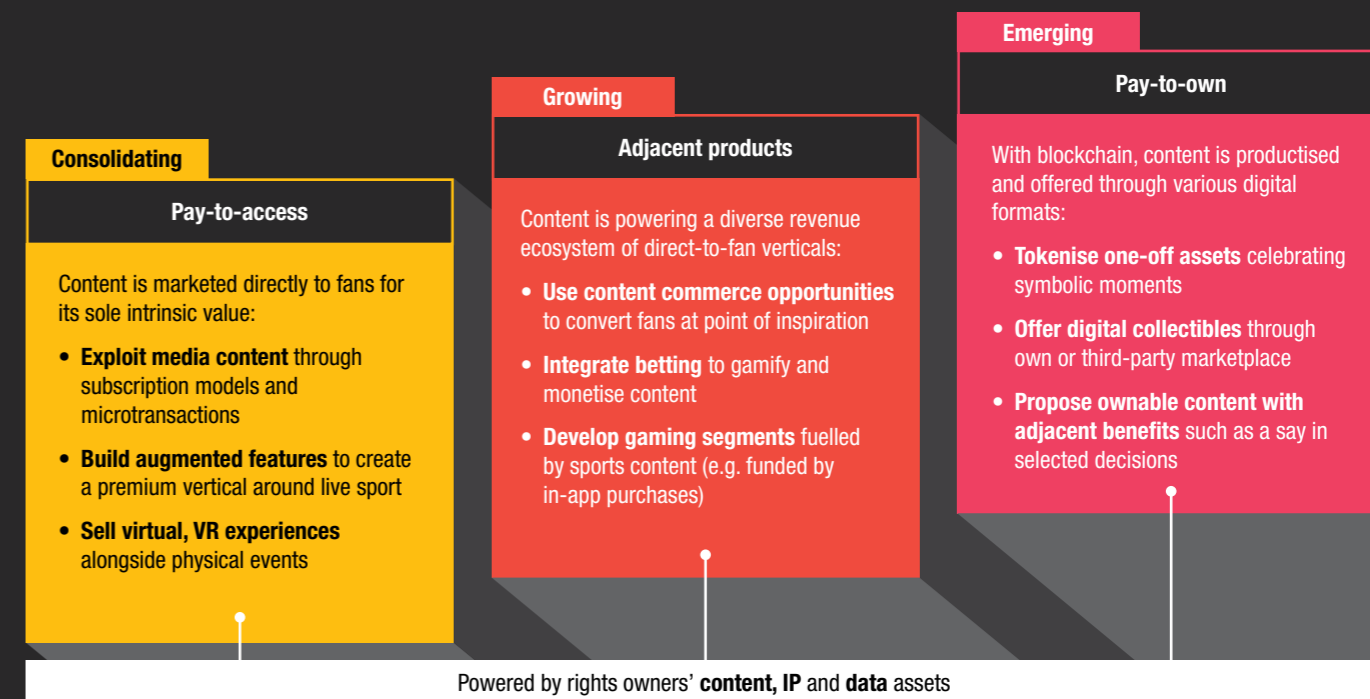 Consolidating
Pay-to-access
Content is marketed directly to fans for
its sole intrinsic value:
• Exploit media content through
subscription models and
microtransactions
• Build augmented features to create
a premium vertical around live sport
• Sell virtual, VR experiences
alongside physical events
Growing
Adjacent products
Content is powering a diverse revenue
ecosystem of direct-to-fan verticals:
• Use content commerce opportunities
to convert fans at point of inspiration
• Integrate betting to gamify and
monetise content
• Develop gaming segments fuelled
by sports content (e.g. funded by
in-app purchases)
Emerging
Pay-to-own
With blockchain, content is productised
and offered through various digital
formats:
• Tokenise one-off assets celebrating
symbolic moments
• Offer digital collectibles through
own or third-party marketplace
• Propose ownable content with
adjacent benefits such as a say in
selected decisions
Powered by rights owners' content, IP and data assets